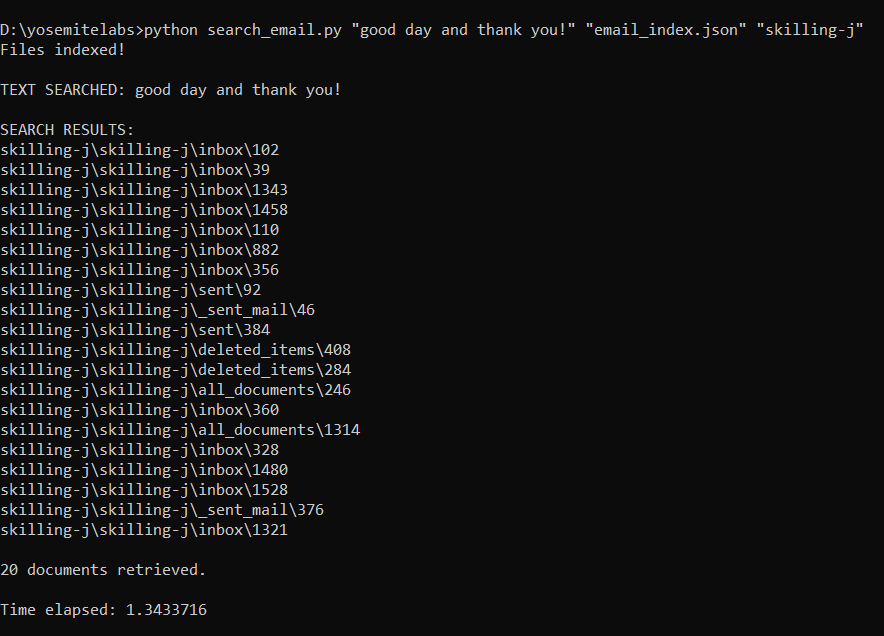 D:\yosemitelabs>python search_email.py "good day and thank you!" "email_index.json" "skilling-j"
Files indexed!
TEXT SEARCHED: good day and thank you!
SEARCH RESULTS:
skilling-j\skilling-j\inbox\102
skilling-j\skilling-j\inbox\39
skilling-j\skilling-j\inbox\1343
skilling-j\skilling-j\inbox\1458
skilling-j\skilling-j\inbox\110
skilling-j\skilling-j\inbox\882
skilling-j\skilling-j\inbox\356
skilling-j\skilling-j\sent\92
skilling-j\skilling-j\_sent_mail\46
skilling-j\skilling-j\sent\384
skilling-j\skilling-j\deleted_items\408
skilling-j\skilling-j\deleted_items\284
skilling-j\skilling-j\all_documents\246
skilling-j\skilling-j\inbox\360
skilling-j\skilling-j\all_documents\1314
skilling-j\skilling-j\inbox\328
skilling-j\skilling-j\inbox\1480
skilling-j\skilling-j\inbox\1528
skilling-j\skilling-j\_sent_mail\376
skilling-j\skilling-j\inbox\1321
20 documents retrieved.
Time elapsed: 1.3433716